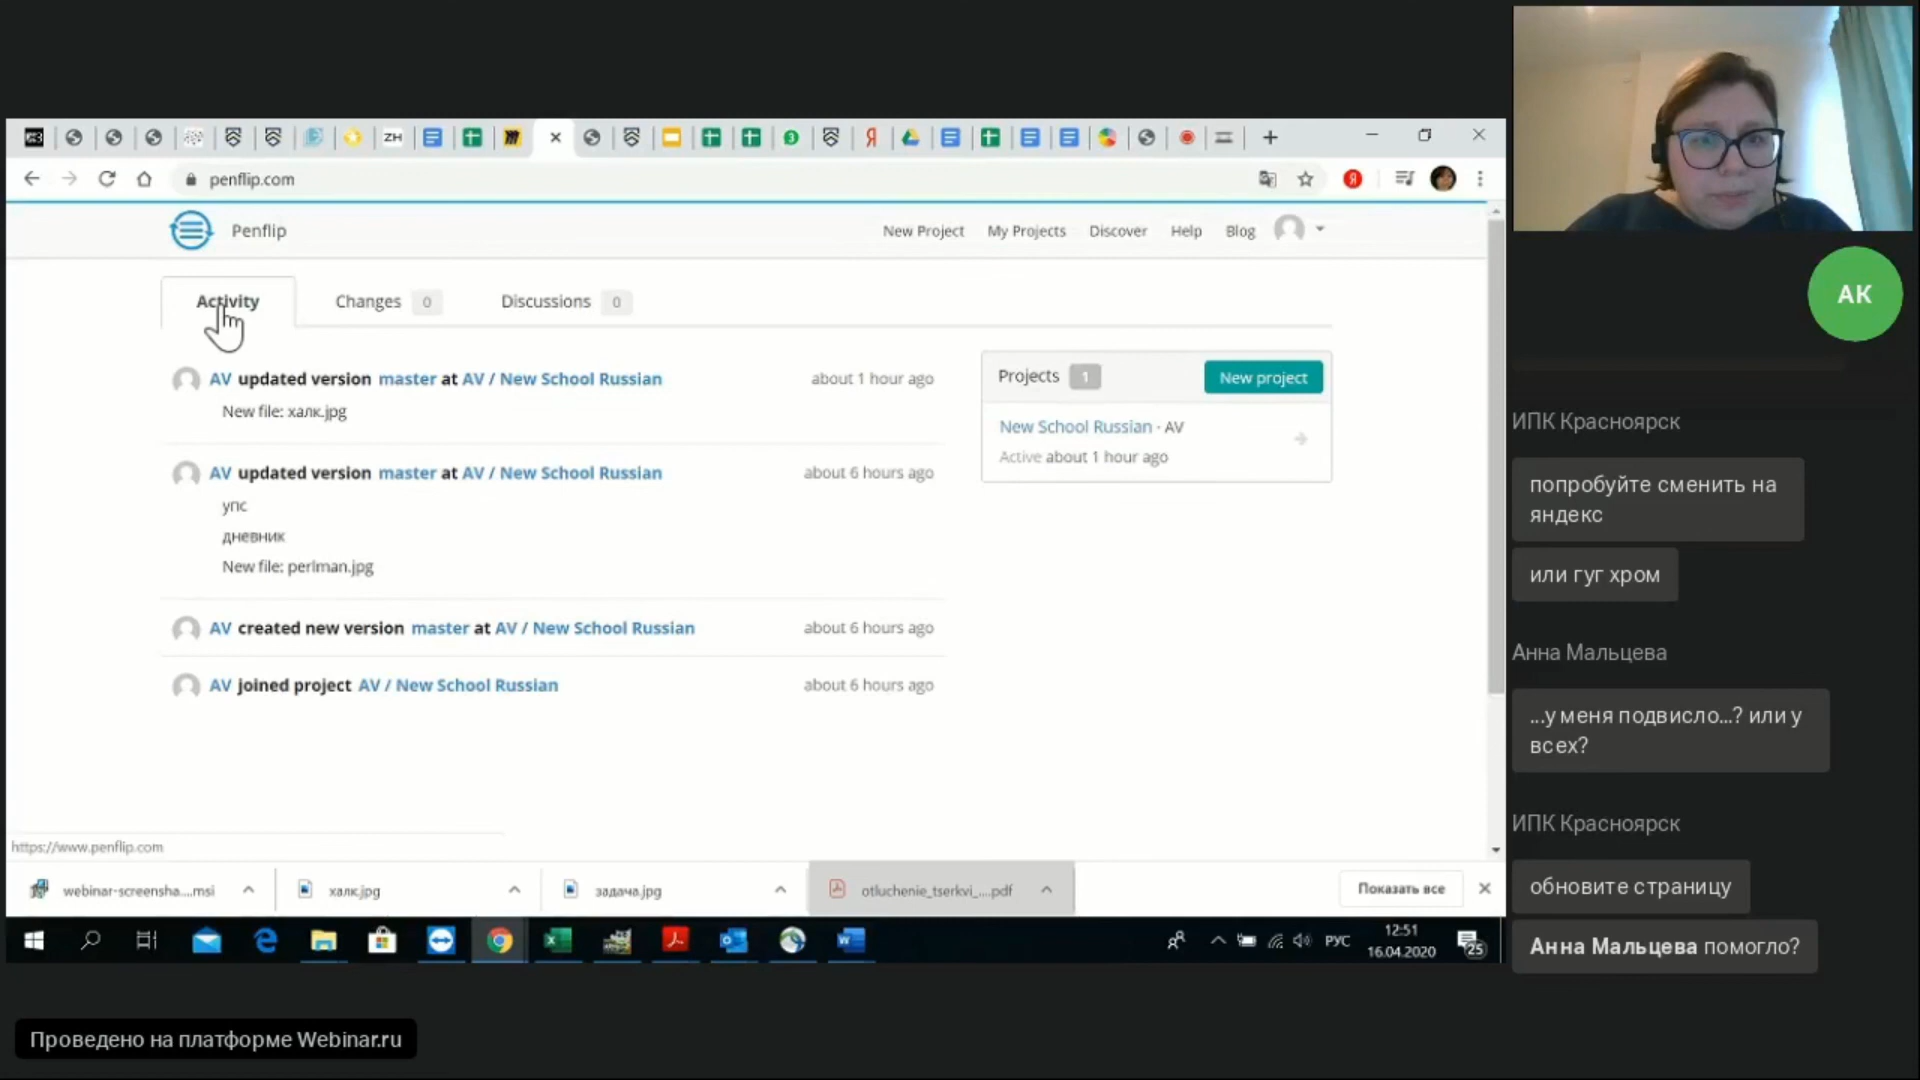 ZH
penflip.com
Penflip
New Project
My Projects
Discover
Help
Blog
Activity
Changes 0
Discussions 0
AV updated version master at AV / New School Russian
about 1 hour ago
New file: халк.jpg
AV updated version master at AV / New School Russian
about 6 hours ago
упс
дневник
New file: perlman.jpg
AV created new version master at AV / New School Russian
about 6 hours ago
AV joined project AV / New School Russian
about 6 hours ago
Projects 1
New project
New School Russian · AV
Active about 1 hour ago
https://www.penflip.com
webinar-screensha....msi
халк.jpg
задача.jpg
otluchenie_tserkvi_....pdf
Показать все
РУС
12:51
16.04.2020
25
Проведено на платформе Webinar.ru
АК
ИПК Красноярск
попробуйте сменить на
яндекс
или гуг хром
Анна Мальцева
...у меня подвисло...? или у
всех?
ИПК Красноярск
обновите страницу
Анна Мальцева помогло?